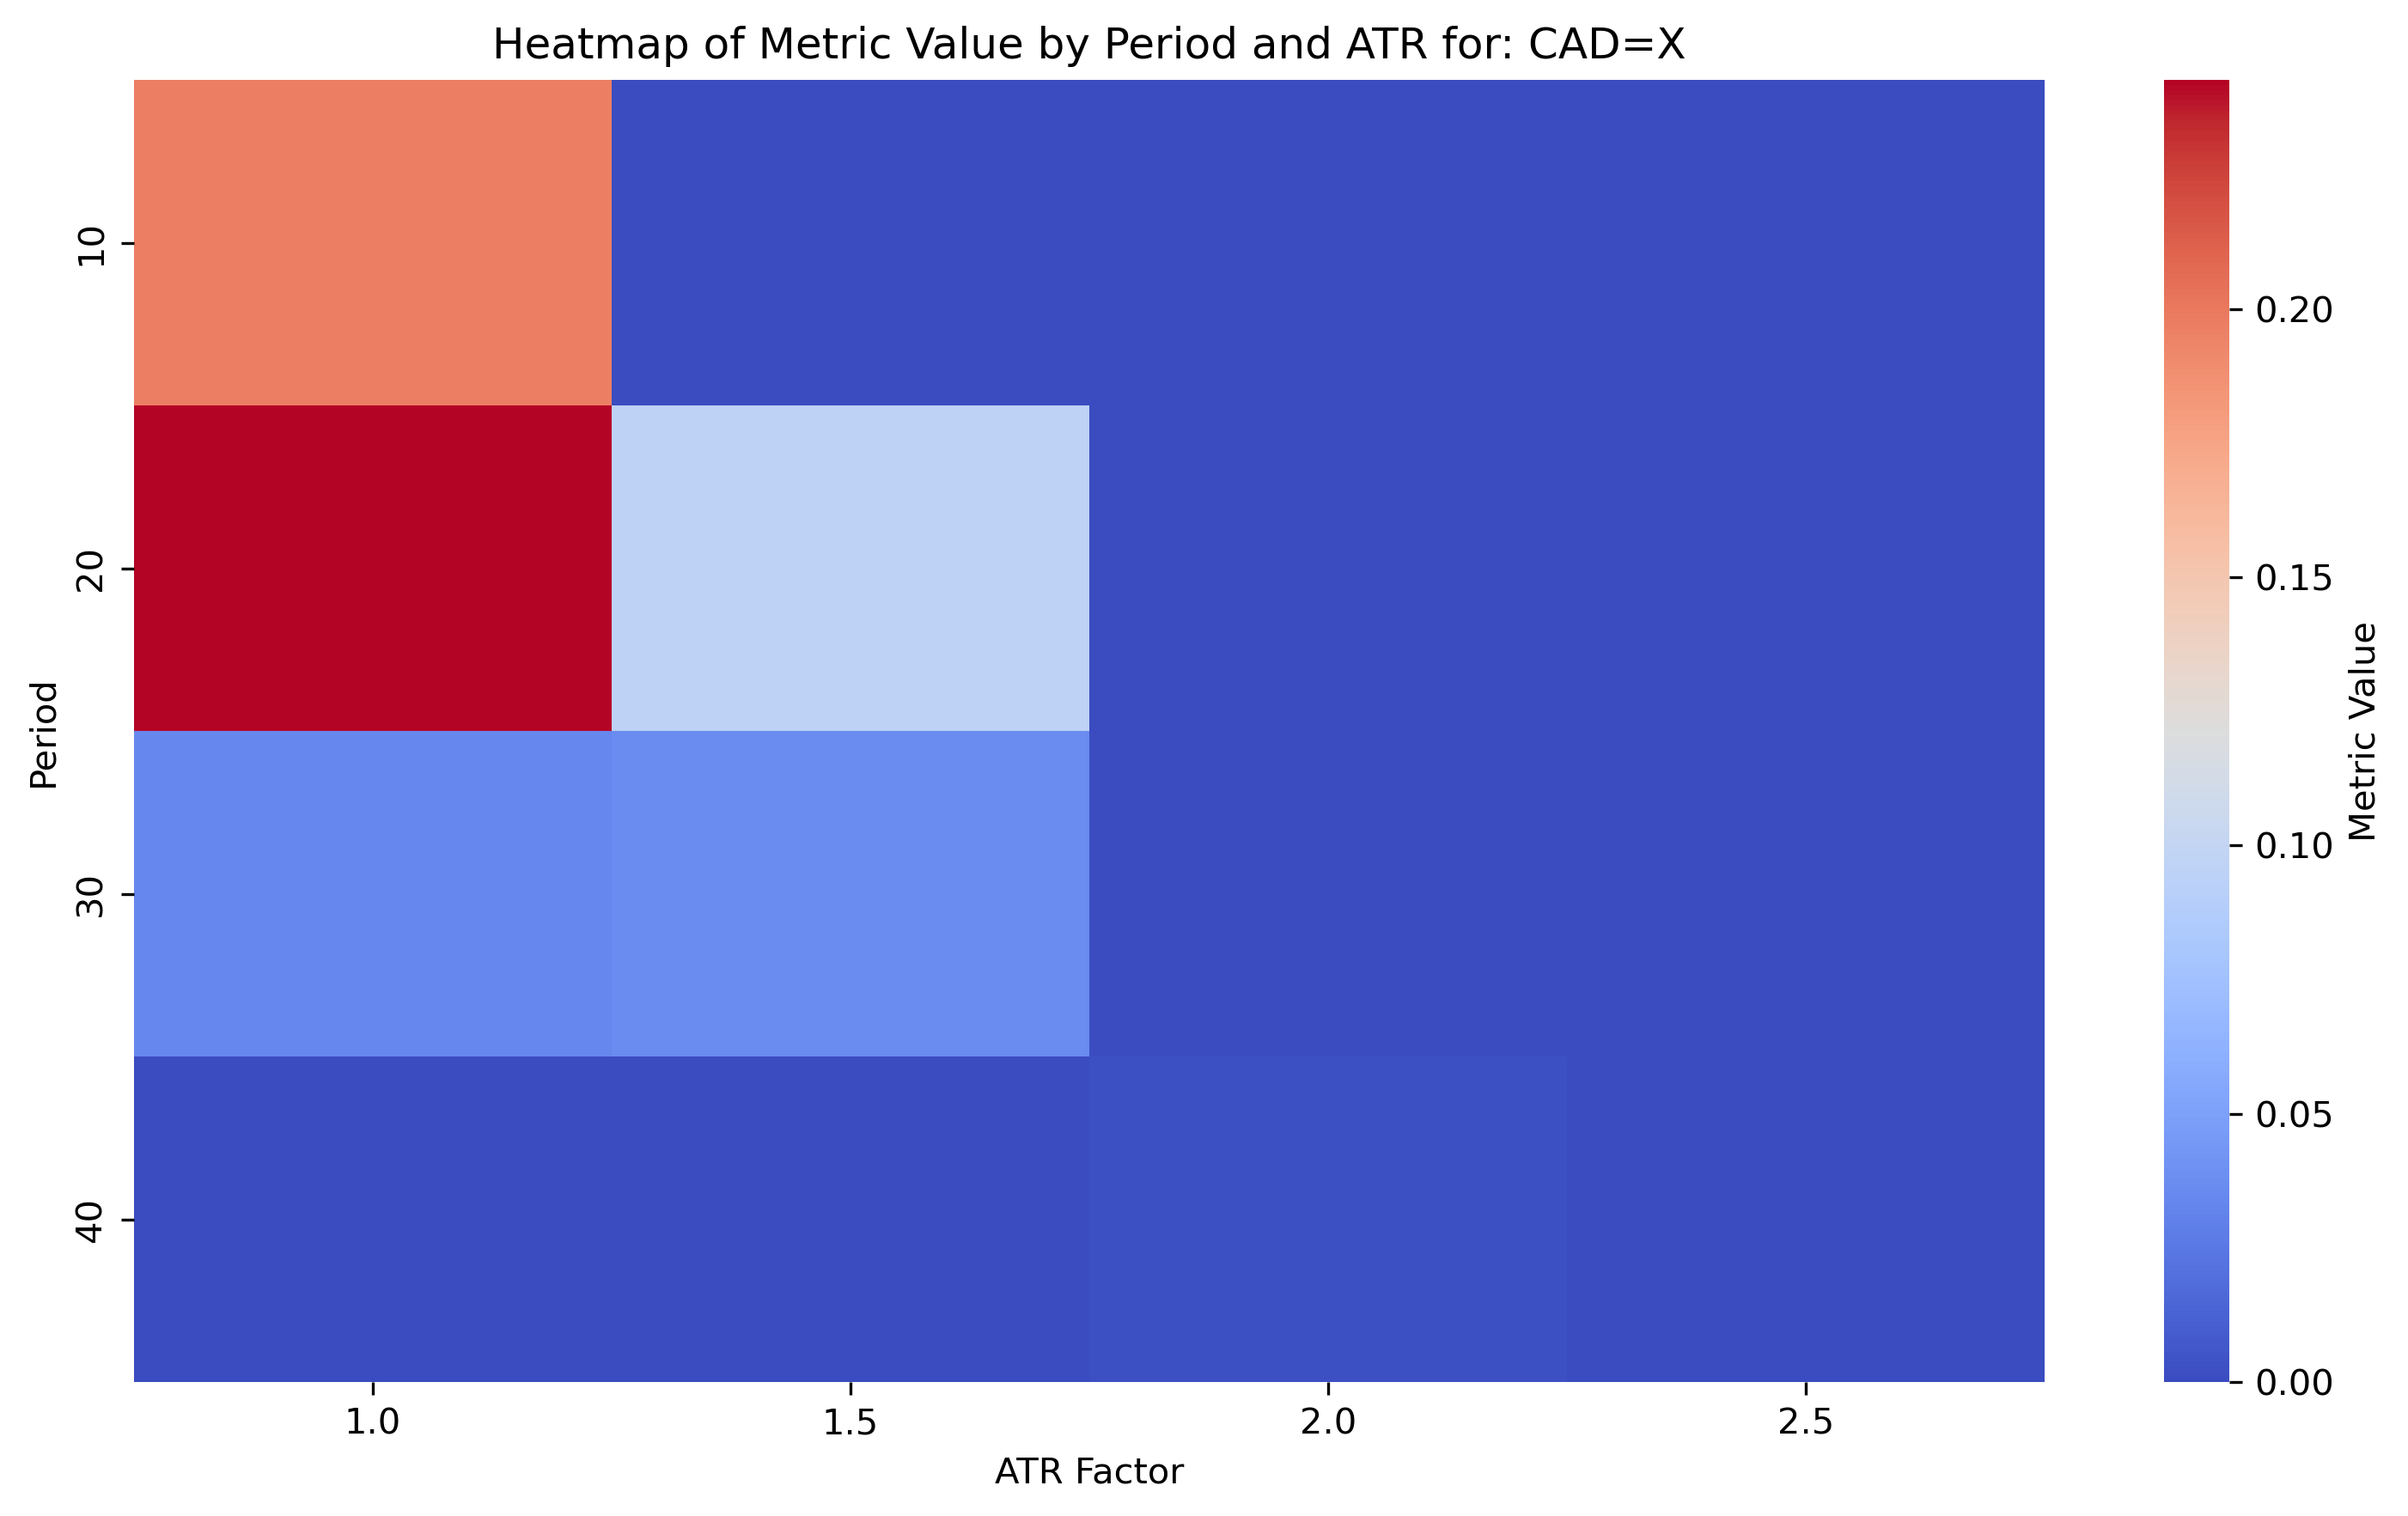 Heatmap of Metric Value by Period and ATR for: CAD=X
Period
10
20
30
40
1.0 1.5 2.0 2.5
ATR Factor
0.20
0.15
0.10
0.05
0.00
Metric Value